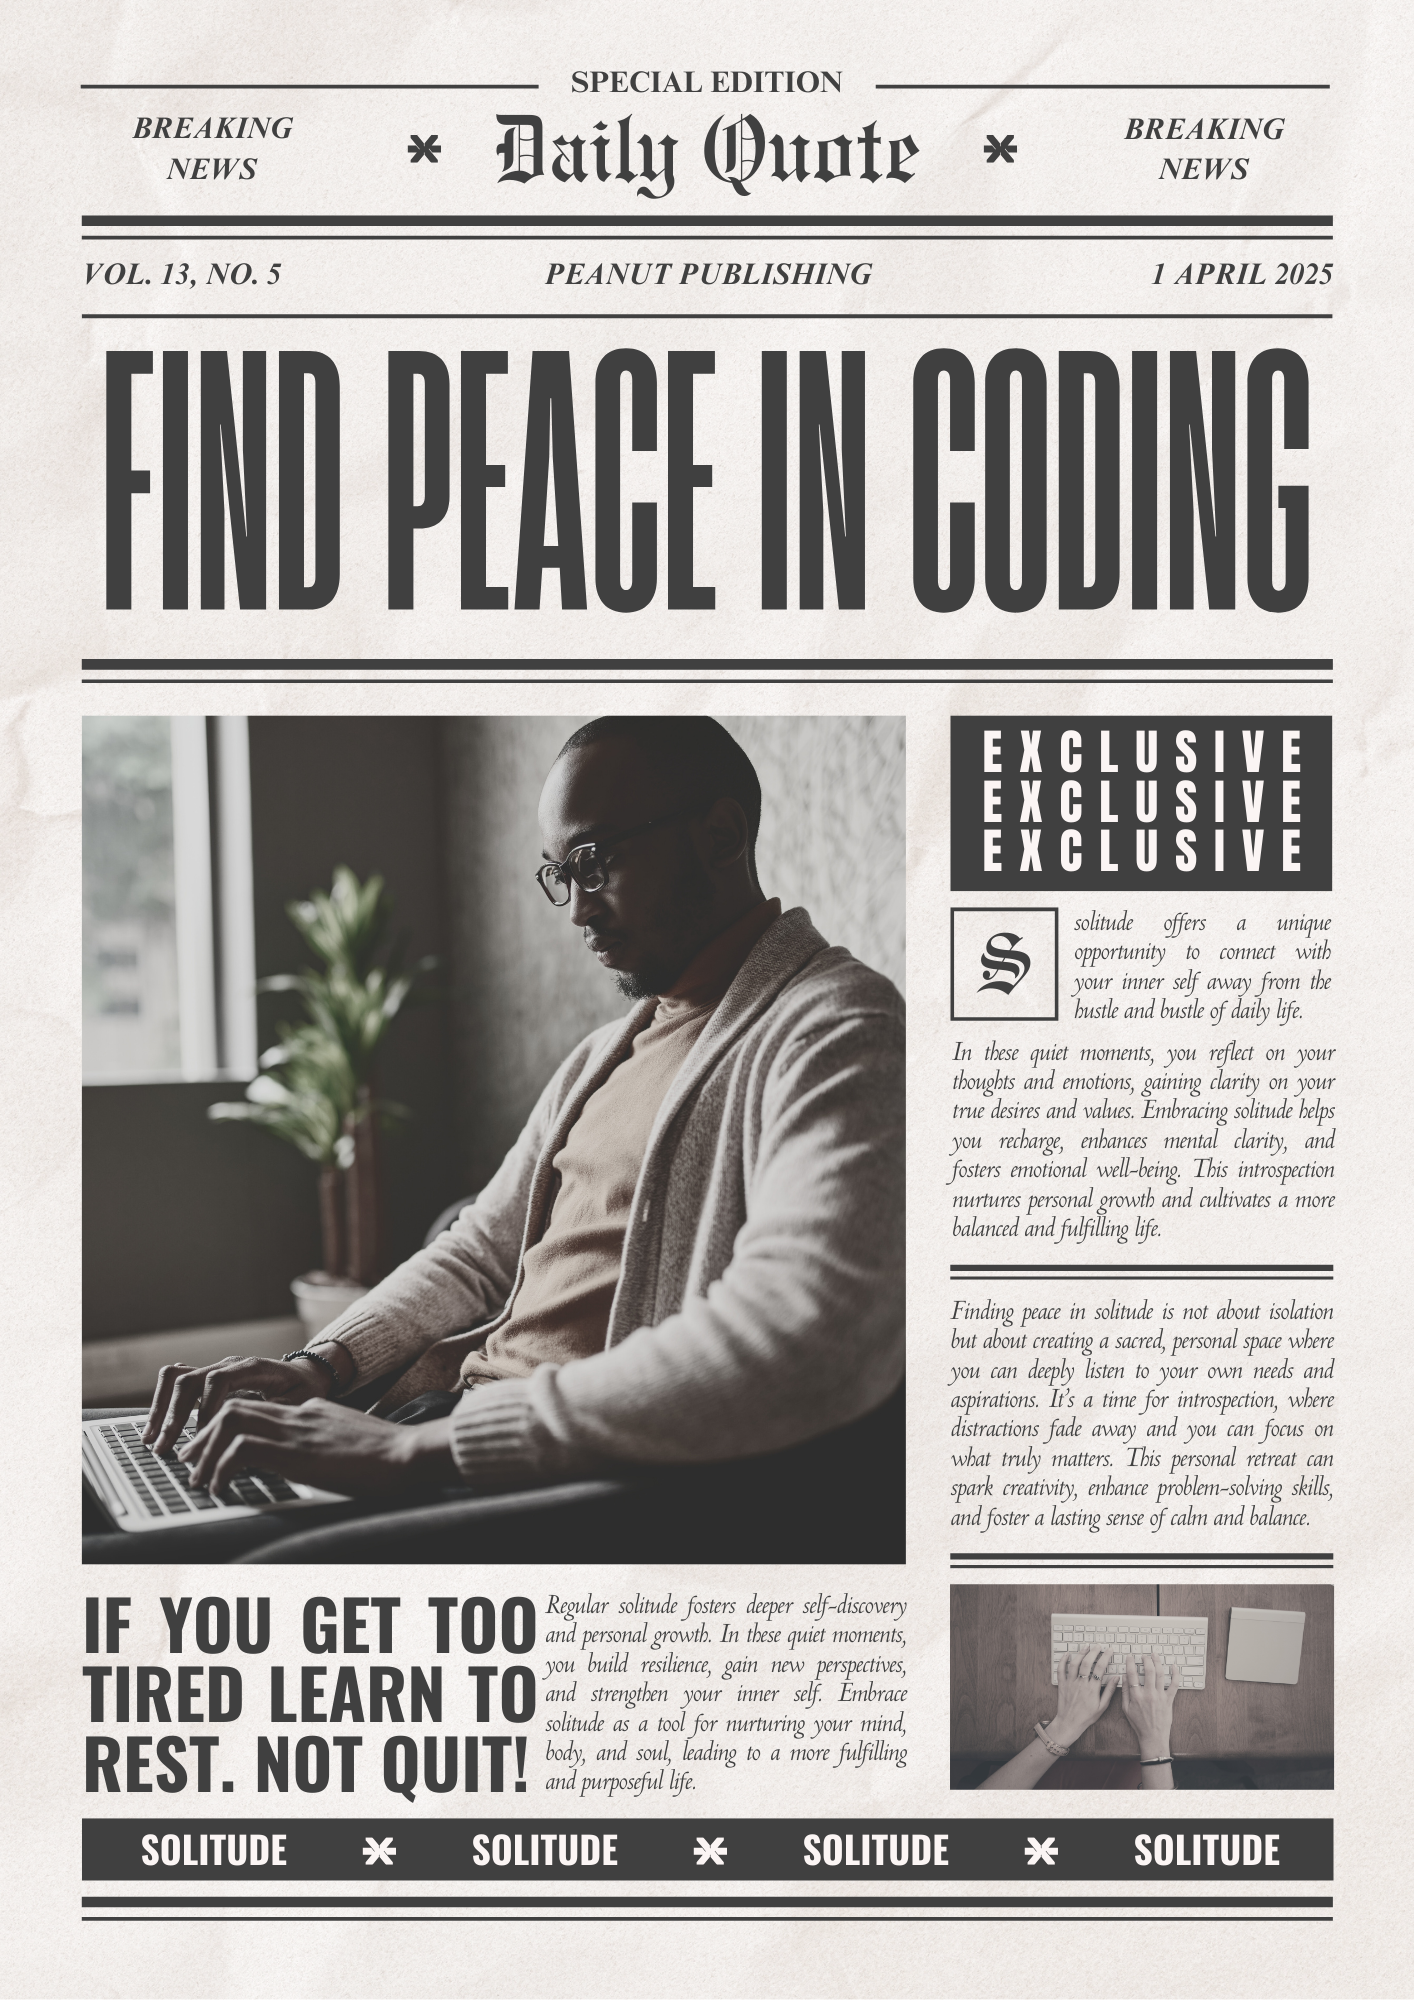 SPECIAL EDITION
BREAKING
NEWS
Daily Quote
BREAKING
NEWS
VOL. 13, NO. 5
PEANUT PUBLISHING
1 APRIL 2025
FIND PEACE IN CODING
EXCLUSIVE
EXCLUSIVE
EXCLUSIVE
S
solitude offers a unique
opportunity to connect with
your inner self away from the
hustle and bustle of daily life.
In these quiet moments, you reflect on your
thoughts and emotions, gaining clarity on your
true desires and values. Embracing solitude helps
you recharge, enhances mental clarity, and
fosters emotional well-being. This introspection
nurtures personal growth and cultivates a more
balanced and fulfilling life.
Finding peace in solitude is not about isolation
but about creating a sacred, personal space where
you can deeply listen to your own needs and
aspirations. It's a time for introspection, where
distractions fade away and you can focus on
what truly matters. This personal retreat can
spark creativity, enhance problem-solving skills,
and foster a lasting sense of calm and balance.
IF YOU GET TOO
TIRED LEARN TO
REST. NOT QUIT!
Regular solitude fosters deeper self-discovery
and personal growth. In these quiet moments,
you build resilience, gain new perspectives,
and strengthen your inner self. Embrace
solitude as a tool for nurturing your mind,
body, and soul, leading to a more fulfilling
and purposeful life.
SOLITUDE SOLITUDE SOLITUDE SOLITUDE